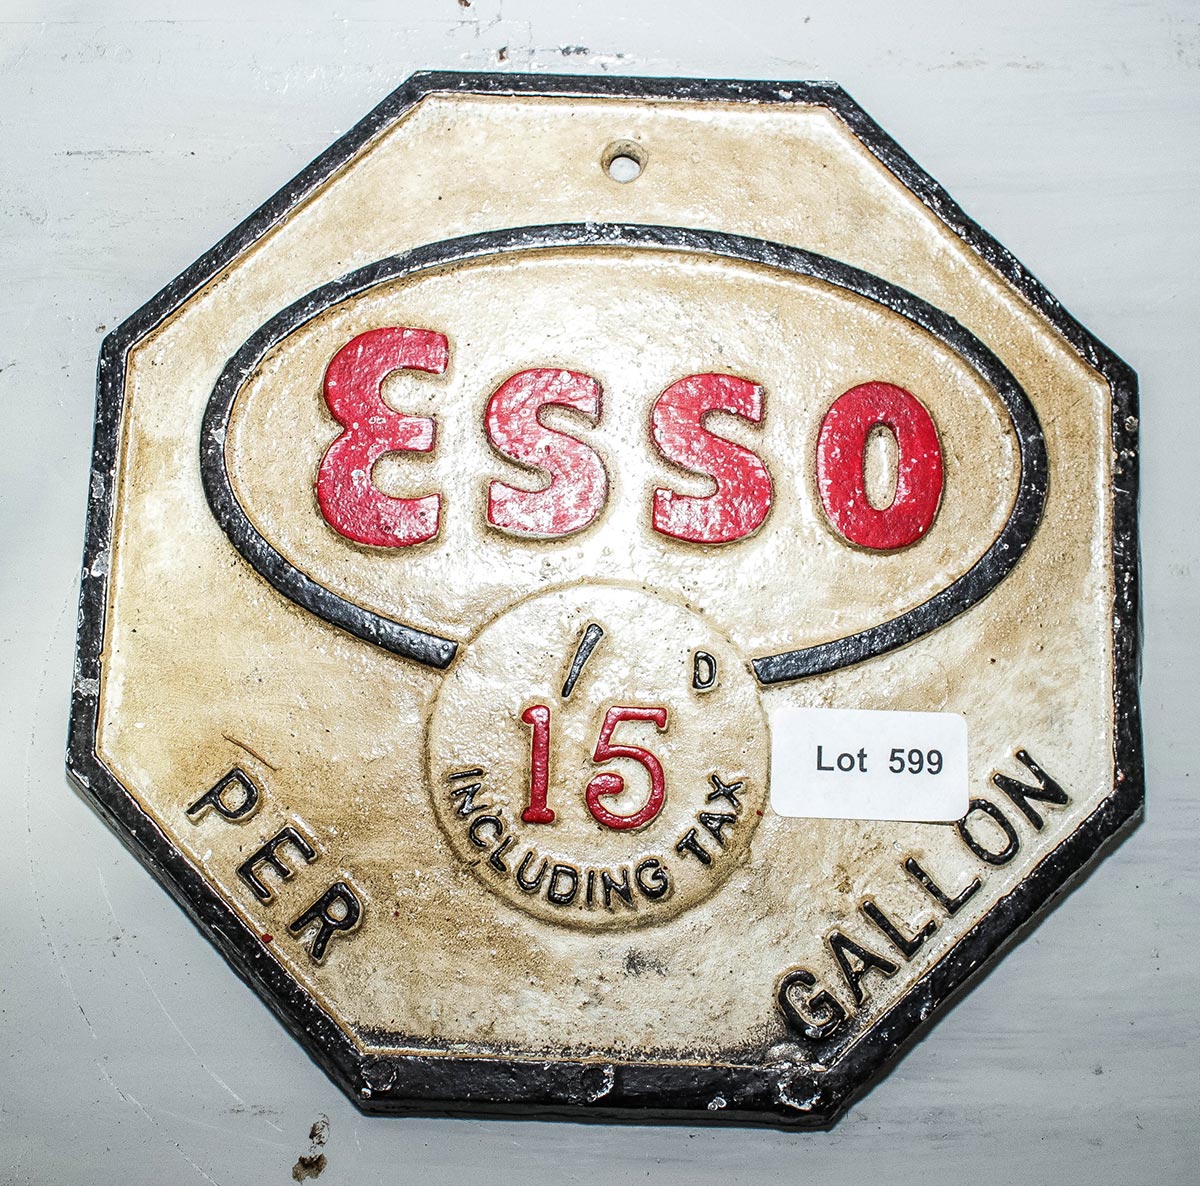 Esso
/ D
15
INCLUDING TAX
PER GALLON
Lot 599